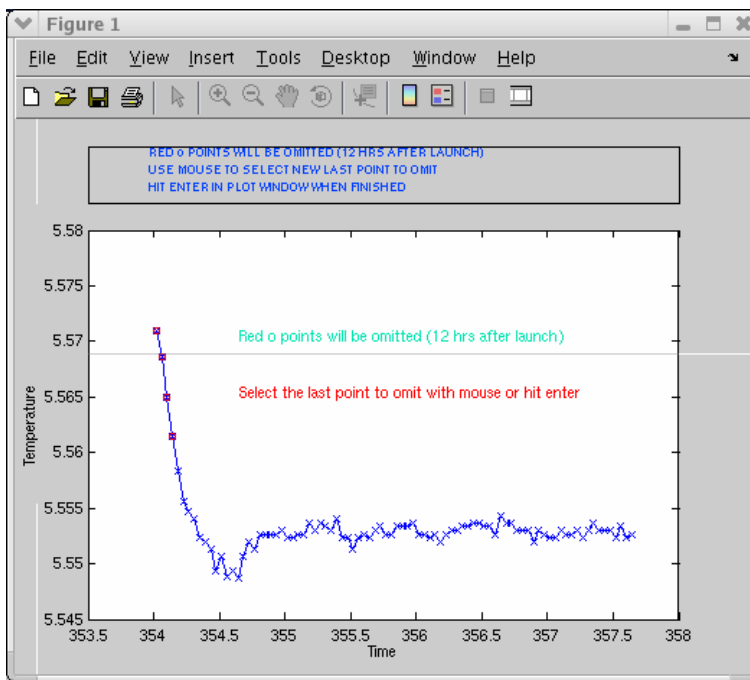 Figure 1
File Edit View Insert Tools Desktop Window Help
RED o POINTS WILL BE OMITTED (12 HRS AFTER LAUNCH)
USE MOUSE TO SELECT NEW LAST POINT TO OMIT
HIT ENTER IN PLOT WINDOW WHEN FINISHED
5.58
5.575
5.57
5.565
5.56
5.555
5.55
5.545
Temperature
Red o points will be omitted (12 hrs after launch)
Select the last point to omit with mouse or hit enter
353.5 354 354.5 355 355.5 356 356.5 357 357.5 358
Time